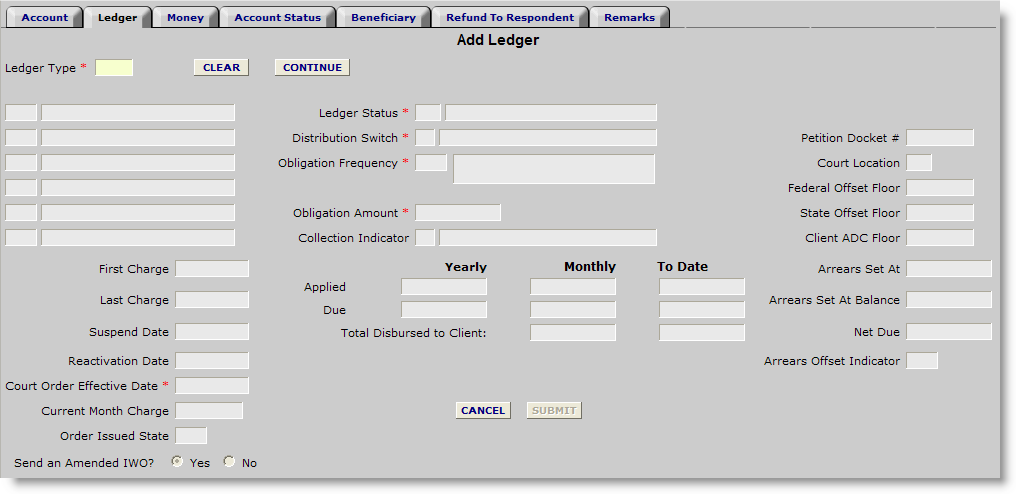 Account Ledger Money Account Status Beneficiary Refund To Respondent Remarks
Add Ledger
Ledger Type * CLEAR CONTINUE
Ledger Status *
Distribution Switch * Petition Docket #
Obligation Frequency * Court Location
Federal Offset Floor
Obligation Amount * State Offset Floor
Collection Indicator Client ADC Floor
First Charge Yearly Monthly To Date Arrears Set At
Applied
Last Charge Arrears Set At Balance
Due
Suspend Date Total Disbursed to Client: Net Due
Reactivation Date Arrears Offset Indicator
Court Order Effective Date *
Current Month Charge CANCEL SUBMIT
Order Issued State
Send an Amended IWO? Yes No